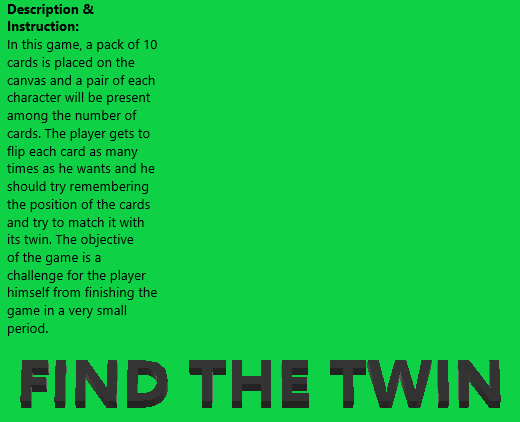 Description &
Instruction:
In this game, a pack of 10
cards is placed on the
canvas and a pair of each
character will be present
among the number of
cards. The player gets to
flip each card as many
times as he wants and he
should try remembering
the position of the cards
and try to match it with
its twin. The objective
of the game is a
challenge for the player
himself from finishing the
game in a very small
period.
FIND THE TWIN